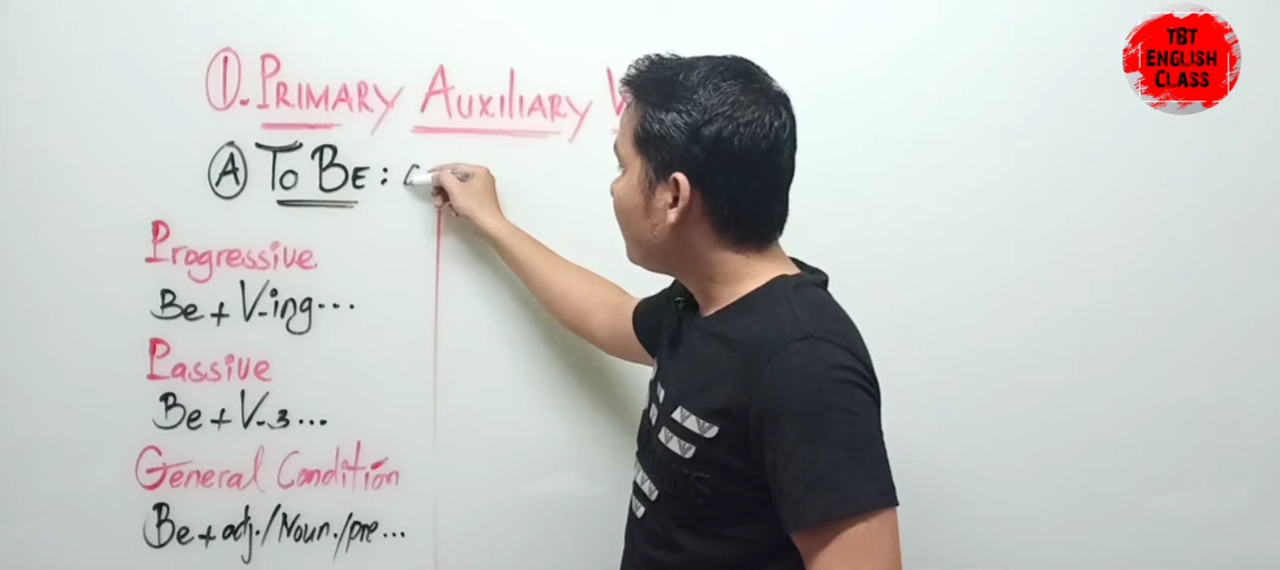 ①. PRIMARY AUXILIARY
Ⓐ TO BE :
Progressive
Be + V-ing...
Passive
Be + V-3...
General Condition
Be + adj./Noun./pre...
TBT
ENGLISH
CLASS